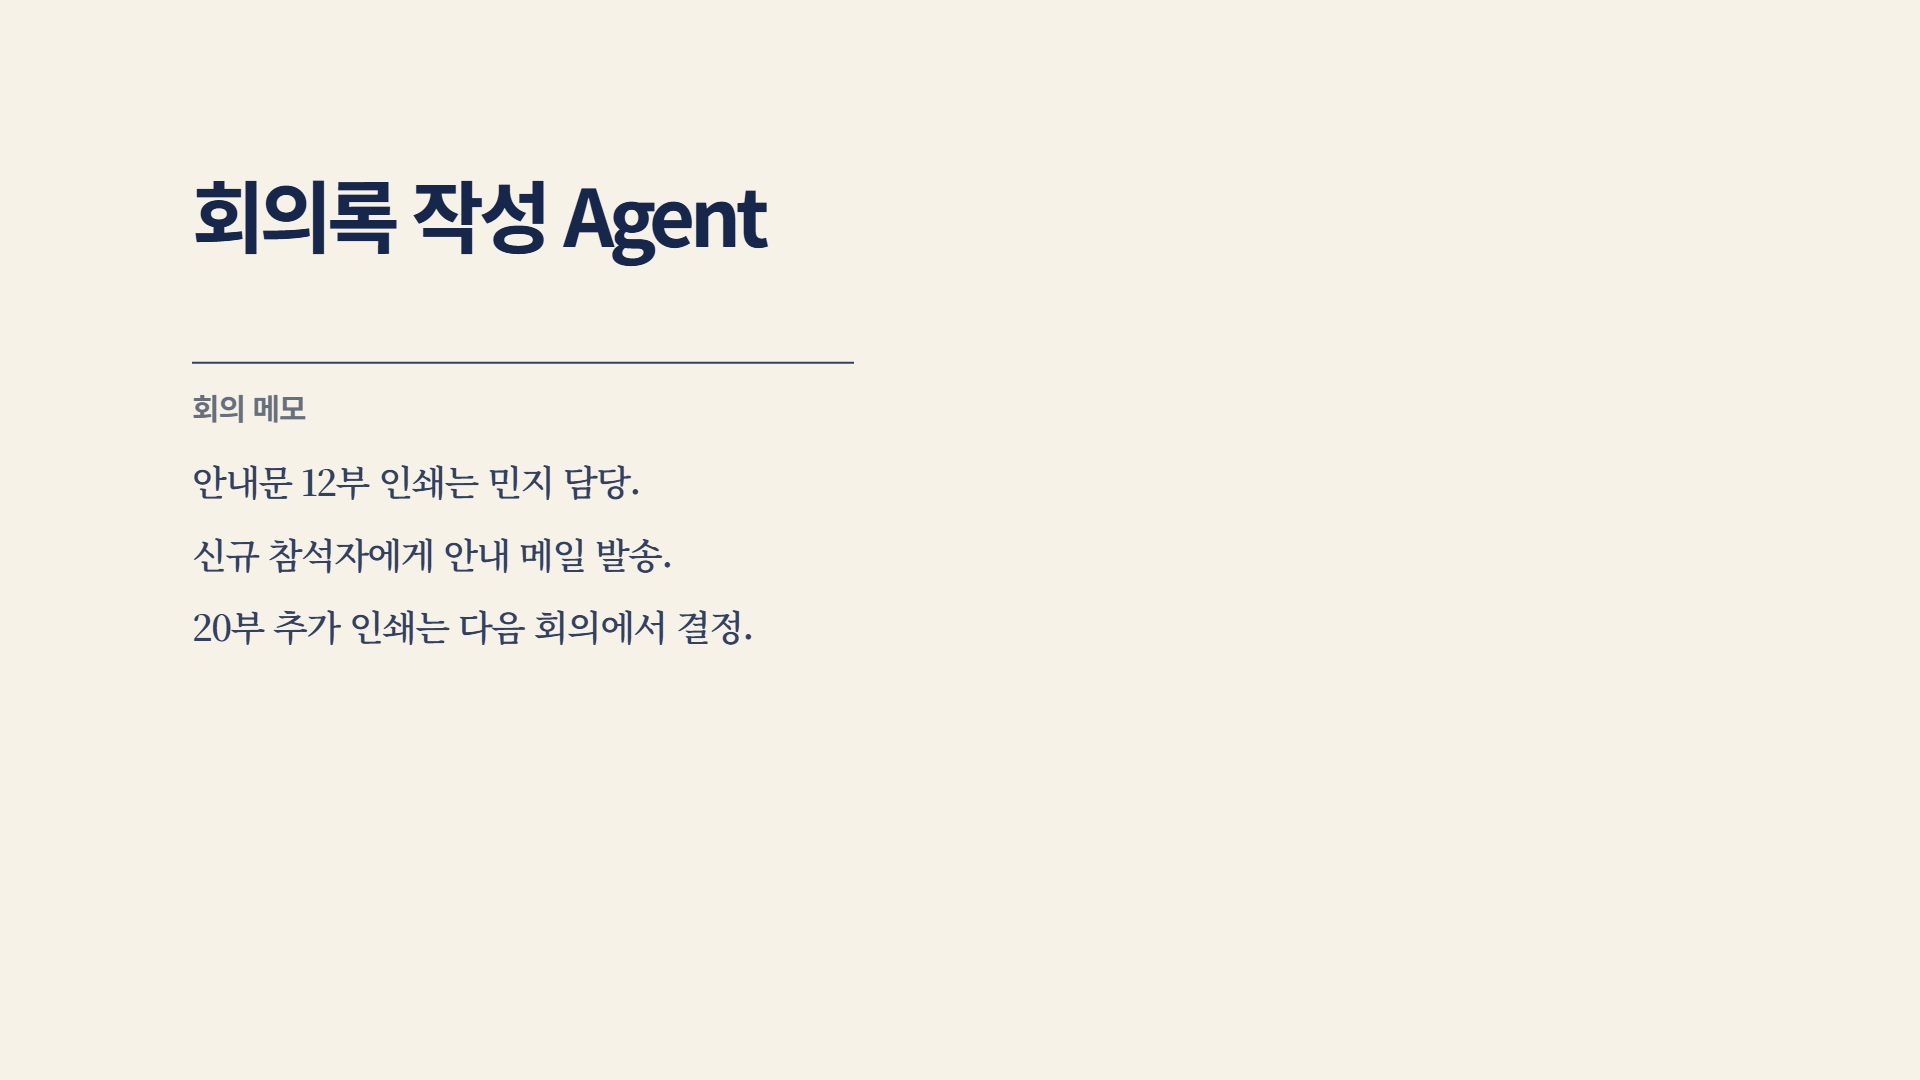 회의록 작성 Agent
회의 메모
안내문 12부 인쇄는 민지 담당.
신규 참석자에게 안내 메일 발송.
20부 추가 인쇄는 다음 회의에서 결정.